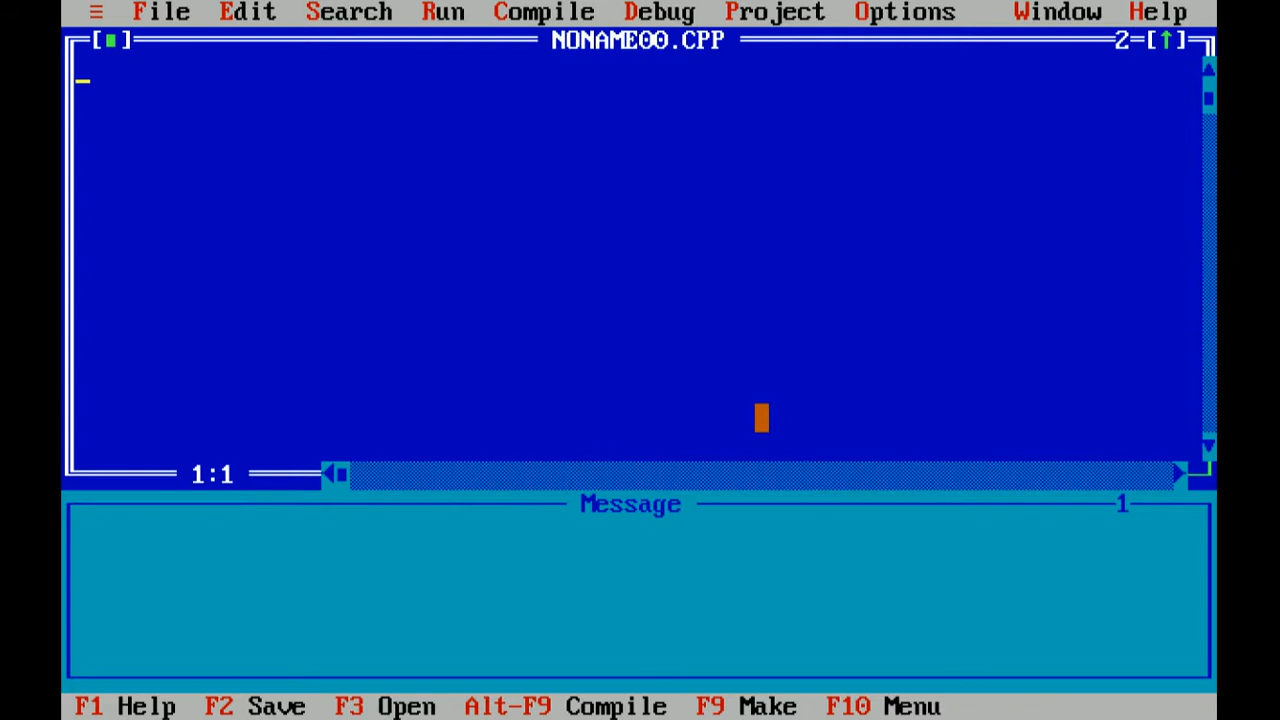 ≡ File Edit Search Run Compile Debug Project Options Window Help
[■] NONAME00.CPP 2=[↑]
1:1
Message 1
F1 Help F2 Save F3 Open Alt-F9 Compile F9 Make F10 Menu